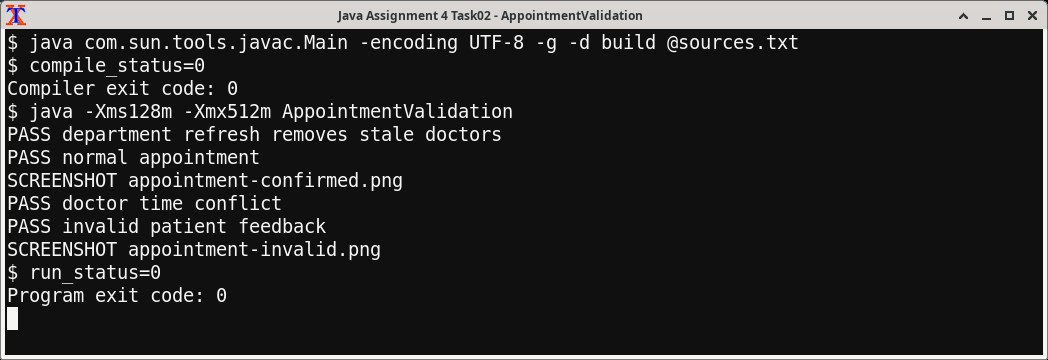 Java Assignment 4 Task02 - AppointmentValidation
$ java com.sun.tools.javac.Main -encoding UTF-8 -g -d build @sources.txt
$ compile_status=0
Compiler exit code: 0
$ java -Xms128m -Xmx512m AppointmentValidation
PASS department refresh removes stale doctors
PASS normal appointment
SCREENSHOT appointment-confirmed.png
PASS doctor time conflict
PASS invalid patient feedback
SCREENSHOT appointment-invalid.png
$ run_status=0
Program exit code: 0